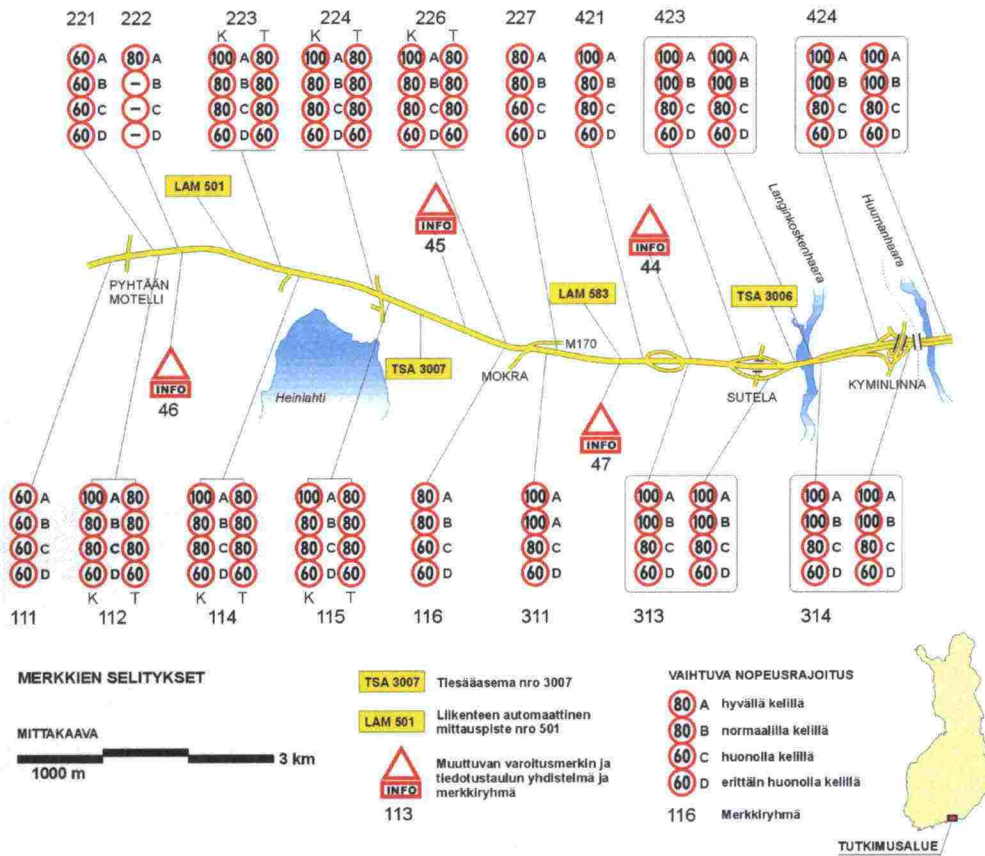 221 222 223 224 226 227 421 423 424
K T K T K T
60 A 80 A 100 A 80 100 A 80 100 A 80 80 A 100 A 100 100 A 100 100 A
60 B – B 80 B 80 80 B 80 80 B 80 80 B 80 B 100 B 100 100 B 100
60 C – C 80 C 80 80 C 80 80 C 80 60 C 80 C 80 C 80 C 80 C 80 C
60 D – D 60 D 60 60 D 60 60 D 60 60 D 60 D 60 D 60 D 60 D 60 D
LAM 501
INFO
45
INFO
44
Langinkoskenhaara
Huumanhaara
PYHTÄÄN
MOTELLI
LAM 583
TSA 3006
M170
INFO
46
Heinlahti
TSA 3007
MOKRA
SUTELA
KYMINLINNA
INFO
47
60 A 100 A 80 100 A 80 100 A 80 80 A 100 A 100 A 100 A 100 A 100 A
60 B 80 B 80 80 B 80 80 B 80 80 B 100 A 100 B 100 B 100 B 100 B
60 C 80 C 80 80 C 80 80 C 80 60 C 80 C 80 C 80 C 80 C 80 C
60 D 60 D 60 60 D 60 60 D 60 60 D 60 D 60 D 60 D 60 D 60 D
K T K T K T
111 112 114 115 116 311 313 314
MERKKIEN SELITYKSET
MITTAKAAVA
3 km
1000 m
TSA 3007 Tiesääasema nro 3007
LAM 501 Liikenteen automaattinen
mittauspiste nro 501
INFO Muuttuvan varoitusmerkin ja
tiedotustaulun yhdistelmä ja
merkkiryhmä
113
VAIHTUVA NOPEUSRAJOITUS
80 A hyvällä kelillä
80 B normaalilla kelillä
60 C huonolla kelillä
60 D erittäin huonolla kelillä
116 Merkkiryhmä
TUTKIMUSALUE